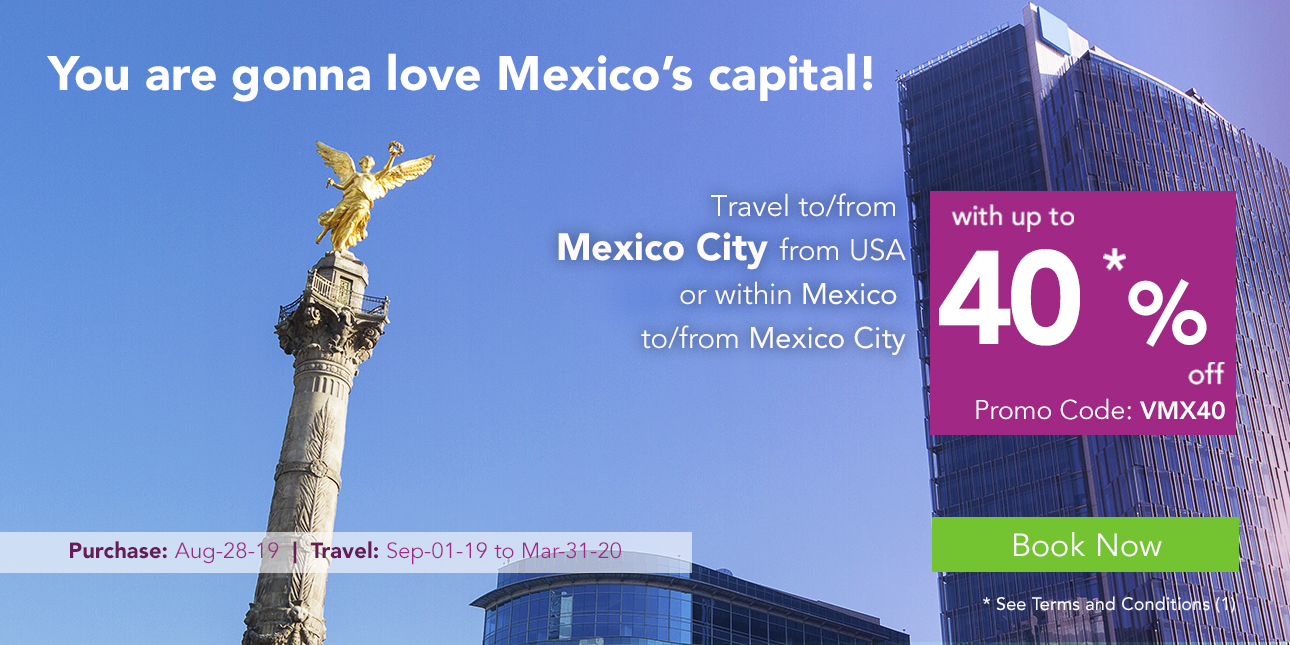 You are gonna love Mexico's capital!
Travel to/from
Mexico City from USA
or within Mexico
to/from Mexico City
with up to
40*%
off
Promo Code: VMX40
Purchase: Aug-28-19 | Travel: Sep-01-19 to Mar-31-20
Book Now
* See Terms and Conditions (1)